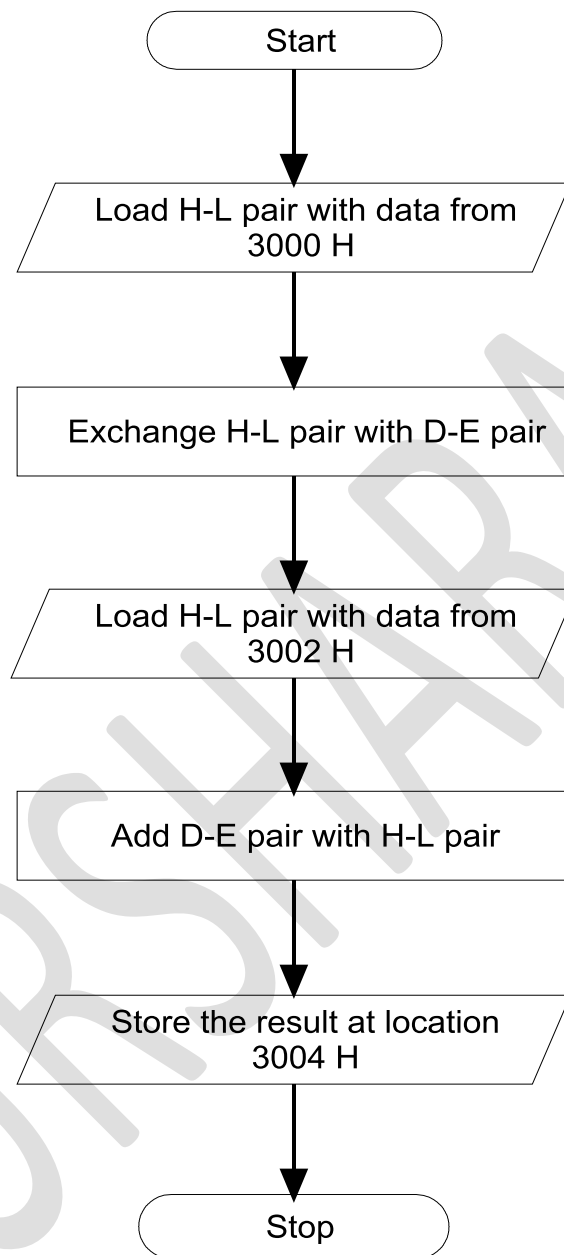 Start
Load H-L pair with data from
3000 H
Exchange H-L pair with D-E pair
Load H-L pair with data from
3002 H
Add D-E pair with H-L pair
Store the result at location
3004 H
Stop